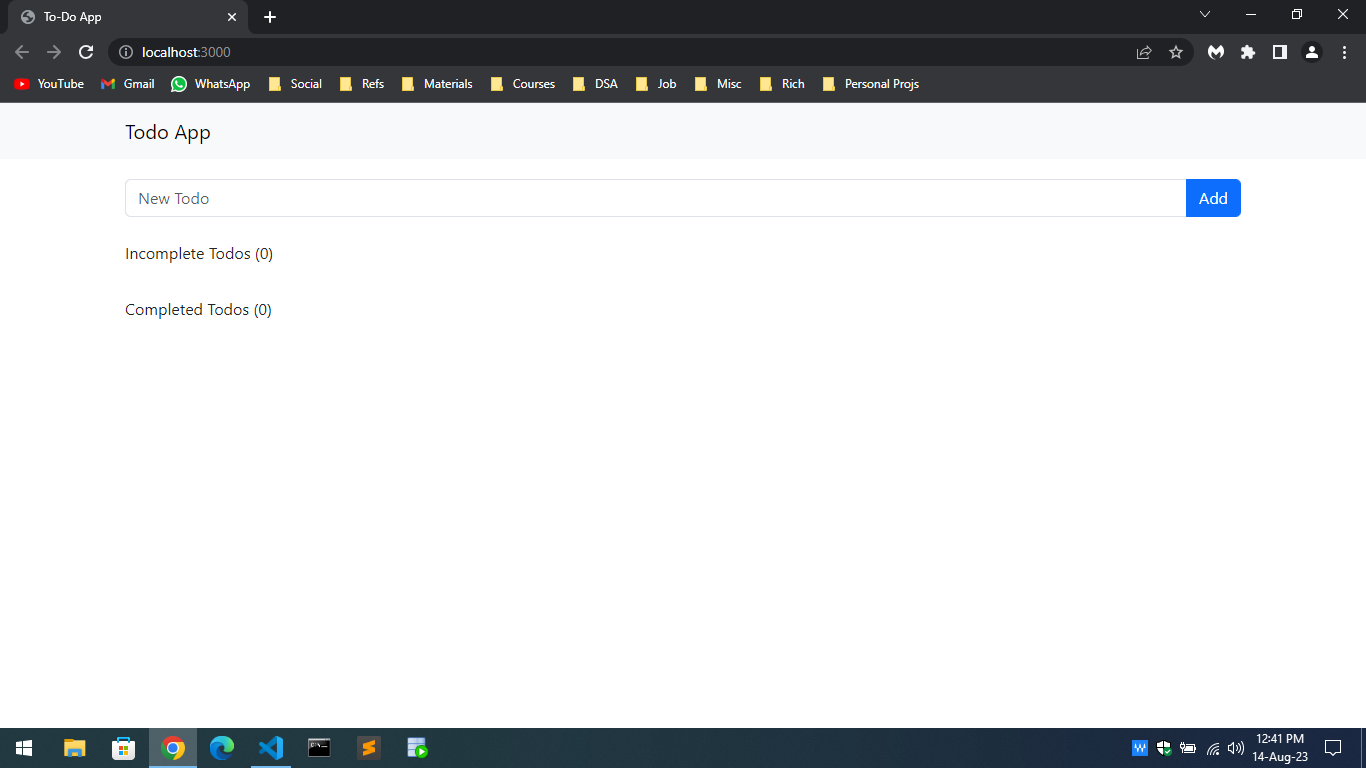 To-Do App
localhost:3000
YouTube Gmail WhatsApp Social Refs Materials Courses DSA Job Misc Rich Personal Projs
Todo App
New Todo Add
Incomplete Todos (0)
Completed Todos (0)
12:41 PM
14-Aug-23